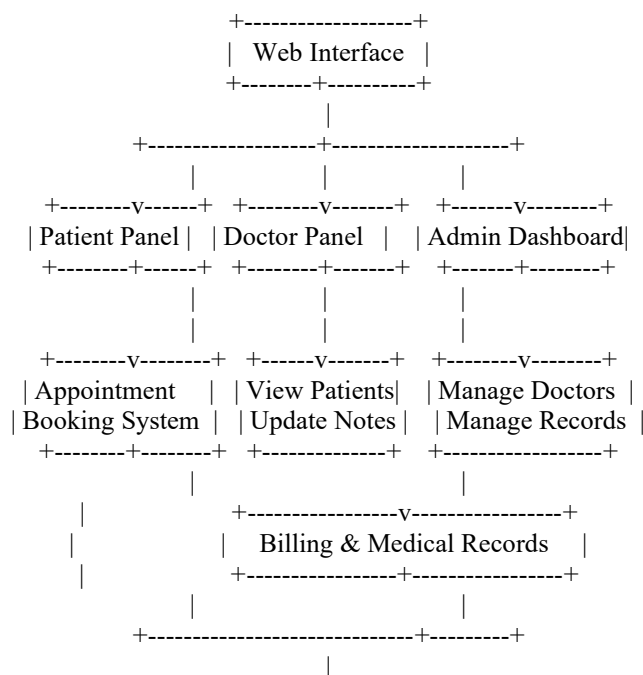 +-------------------+
| Web Interface |
+--------+----------+
|
+-------------------+-------------------+
| | |
+--------v------+ +--------v-------+ +-------v--------+
| Patient Panel | | Doctor Panel | | Admin Dashboard|
+--------+------+ +--------+-------+ +-------+--------+
| | |
| | |
+--------v--------+ +------v-------+ +-------v--------+
| Appointment | | View Patients| | Manage Doctors
| Booking System | | Update Notes | | Manage Records |
+--------+--------+ +--------------+ +-----------------+
| |
| +-----------------v-----------------+
| | Billing & Medical Records |
| +----------------+-----------------+
| |
+----------------------------+---------+
|